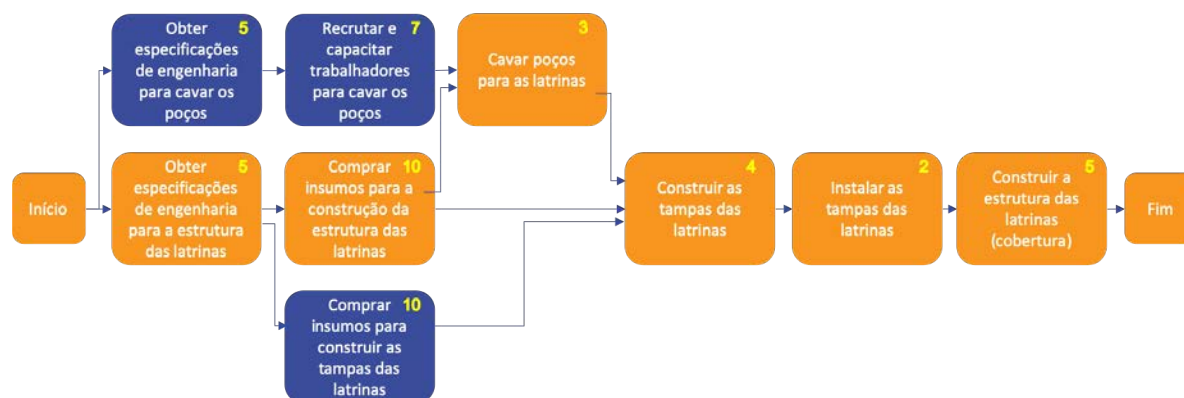 Obter 5
especificações
de engenharia
para cavar os
poços
Recrutar e 7
capacitar
trabalhadores
para cavar os
poços
3
Cavar poços
para as latrinas
Início
Obter 5
especificações
de engenharia
para a estrutura
das latrinas
Comprar 10
insumos para a
construção da
estrutura das
latrinas
Comprar 10
insumos para
construir as
tampas das
latrinas
4
Construir as
tampas das
latrinas
2
Instalar as
tampas das
latrinas
5
Construir a
estrutura das
latrinas
(cobertura)
Fim